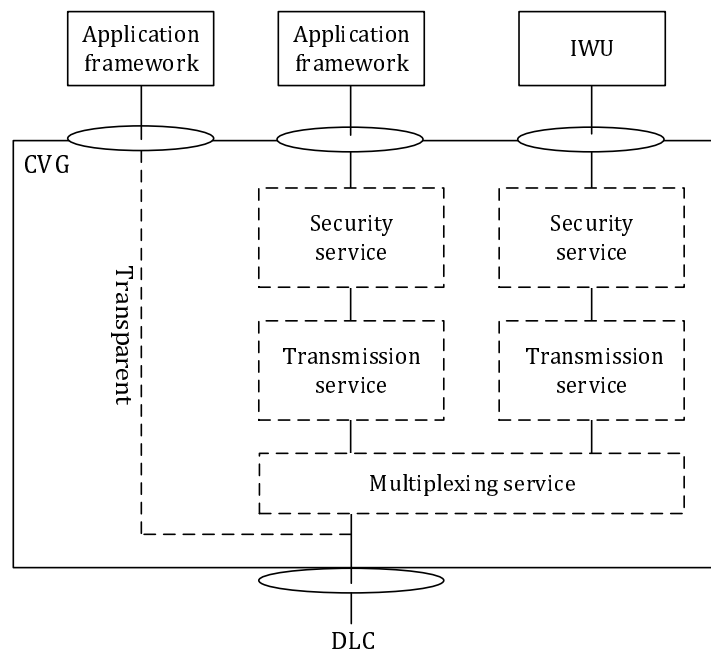 Application
framework
Application
framework
IWU
CVG
Security
service
Security
service
Transparent
Transmission
service
Transmission
service
Multiplexing service
DLC